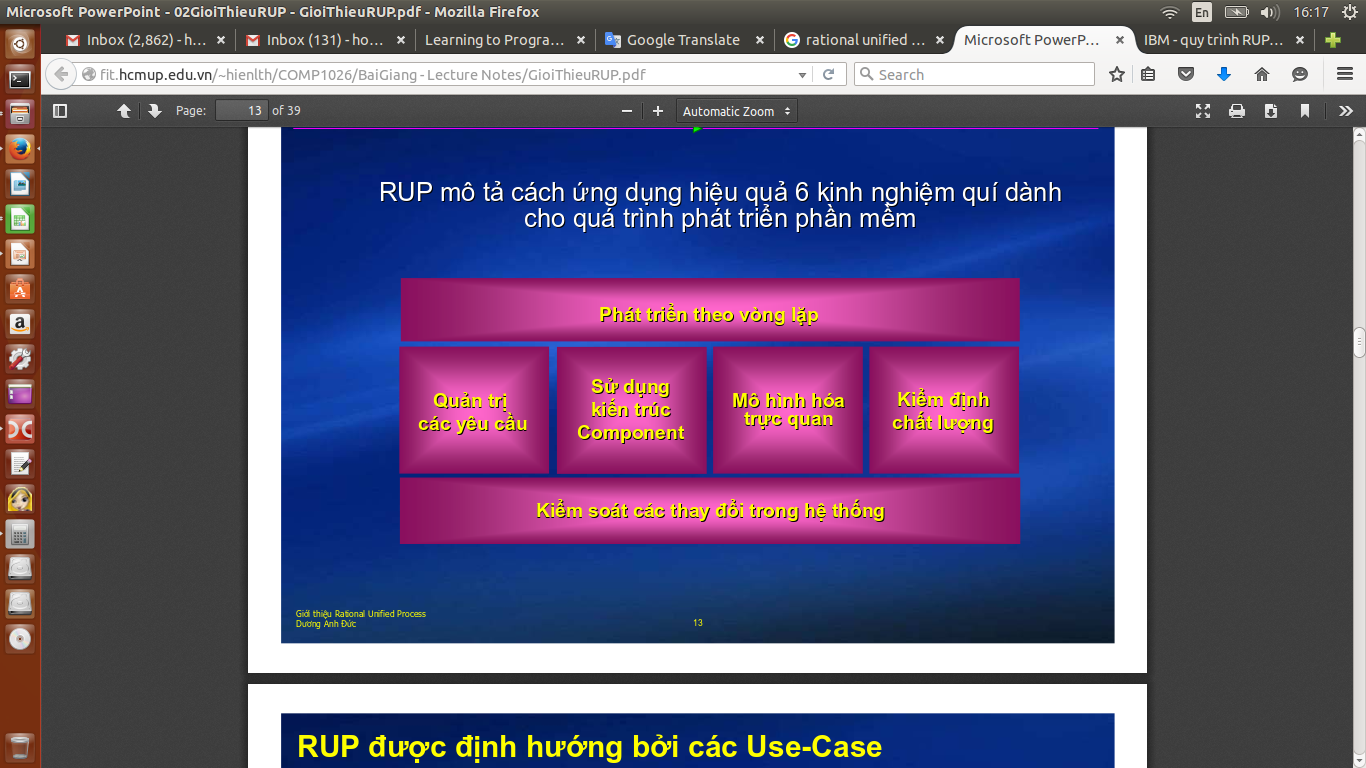 Microsoft PowerPoint - 02GioiThieuRUP - GioiThieuRUP.pdf - Mozilla Firefox
En
16:17
Inbox (2,862) - h...
Inbox (131) - ho...
Learning to Progra...
Google Translate
rational unified ...
Microsoft PowerP...
IBM - quy trình RUP...
fit.hcmup.edu.vn/~hienlth/COMP1026/BaiGiang - Lecture Notes/GioiThieuRUP.pdf
Search
Page: 13 of 39
Automatic Zoom
RUP mô tả cách ứng dụng hiệu quả 6 kinh nghiệm quí dành
cho quá trình phát triển phần mềm
Phát triển theo vòng lặp
Quản trị
các yêu cầu
Sử dụng
kiến trúc
Component
Mô hình hóa
trực quan
Kiểm định
chất lượng
Kiểm soát các thay đổi trong hệ thống
Giới thiệu Rational Unified Process
Dương Anh Đức
13
RUP được định hướng bởi các Use-Case